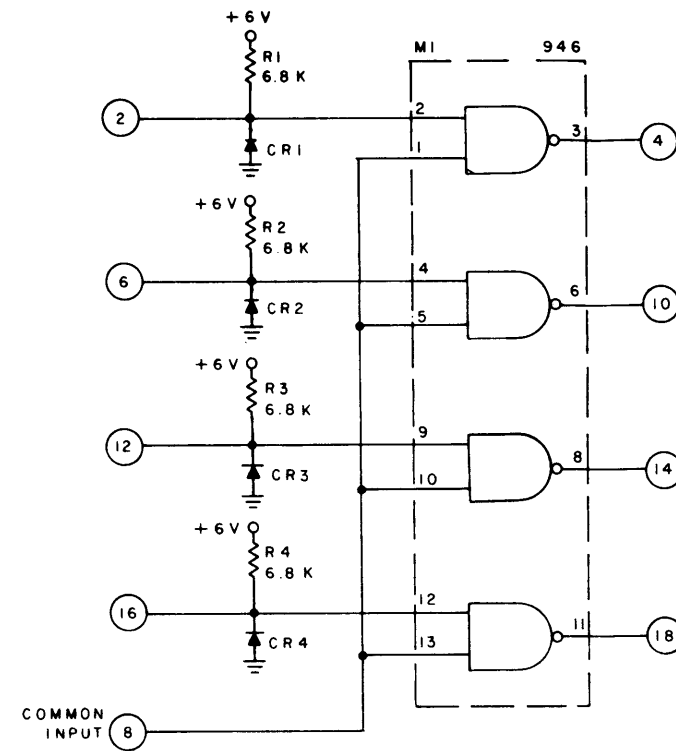 +6V
R1
6.8K
M1 946
2
2
3
4
1
CR1
+6V
R2
6.8K
6
4
6
10
5
CR2
+6V
R3
6.8K
12
9
8
14
10
CR3
+6V
R4
6.8K
16
12
11
18
13
CR4
COMMON
INPUT 8